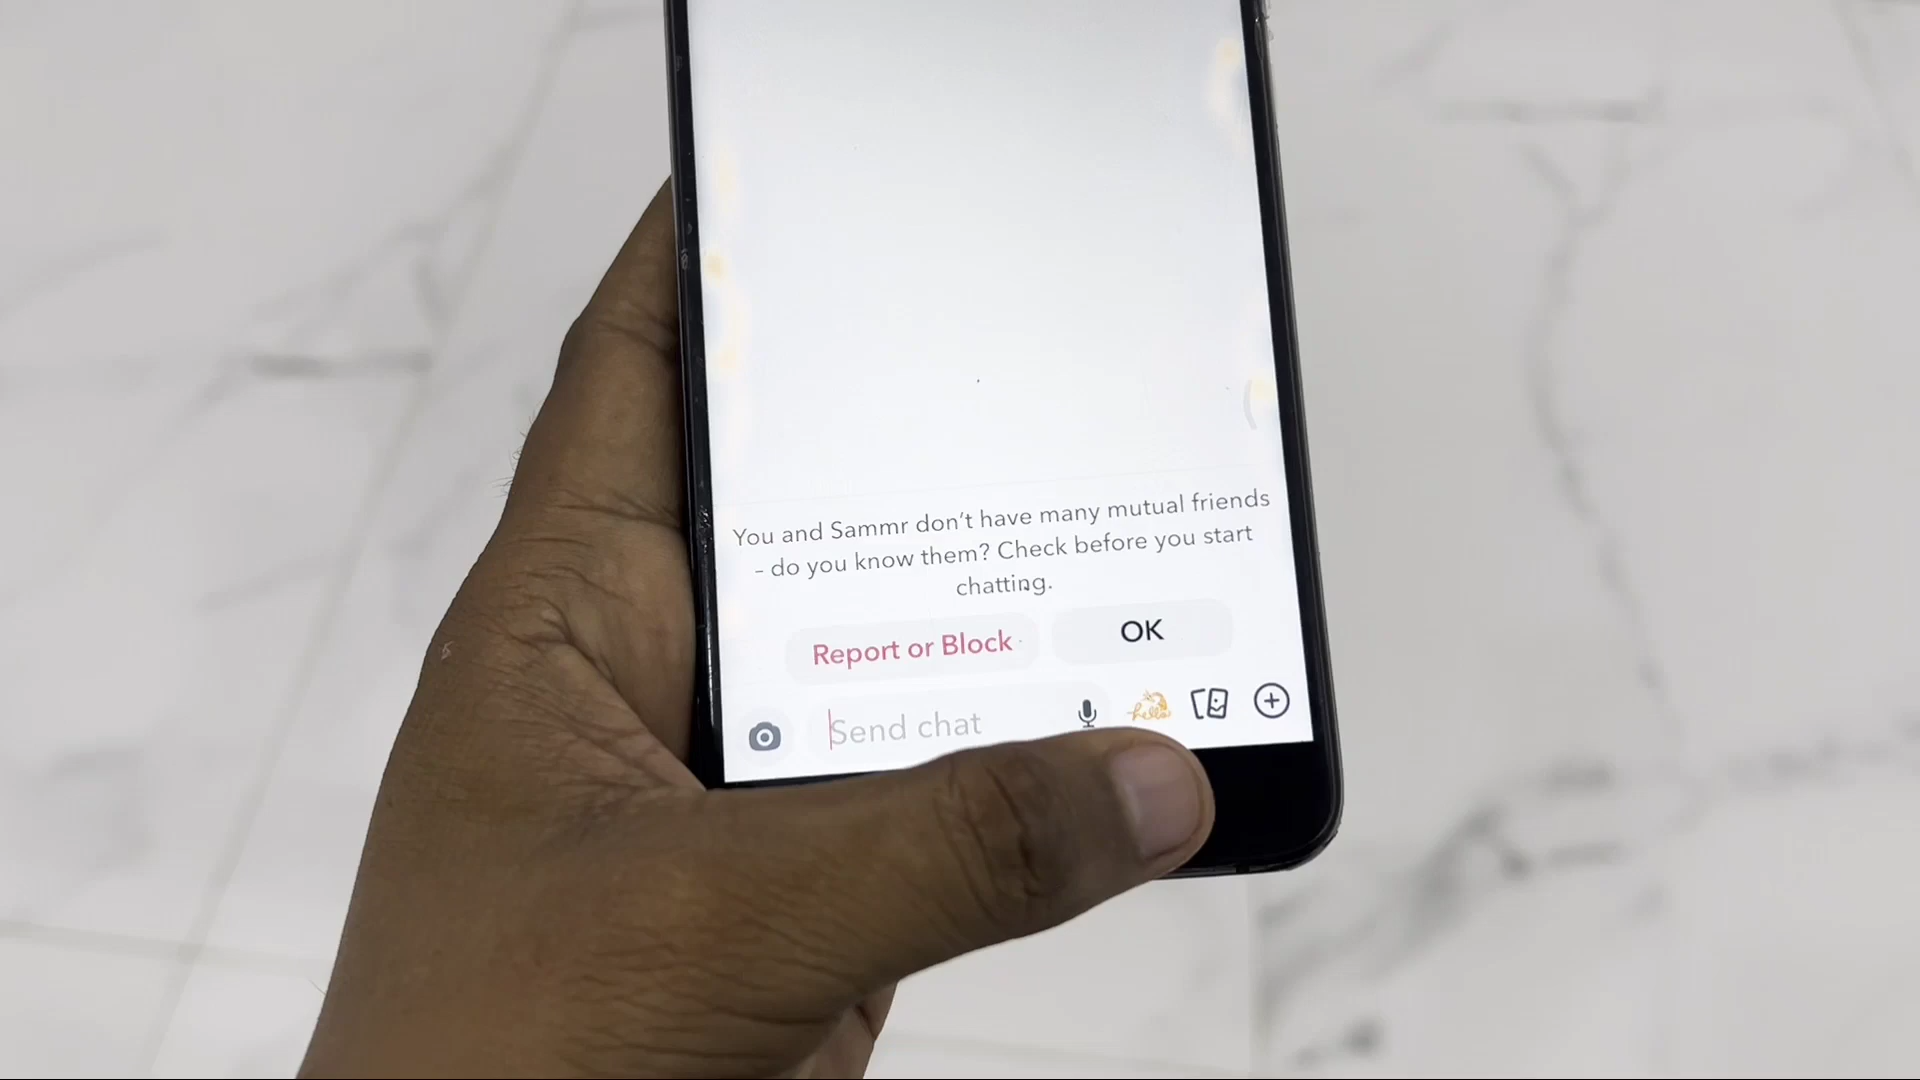 You and Sammr don't have many mutual friends
- do you know them? Check before you start
chatting.
Report or Block
OK
Send chat
hello